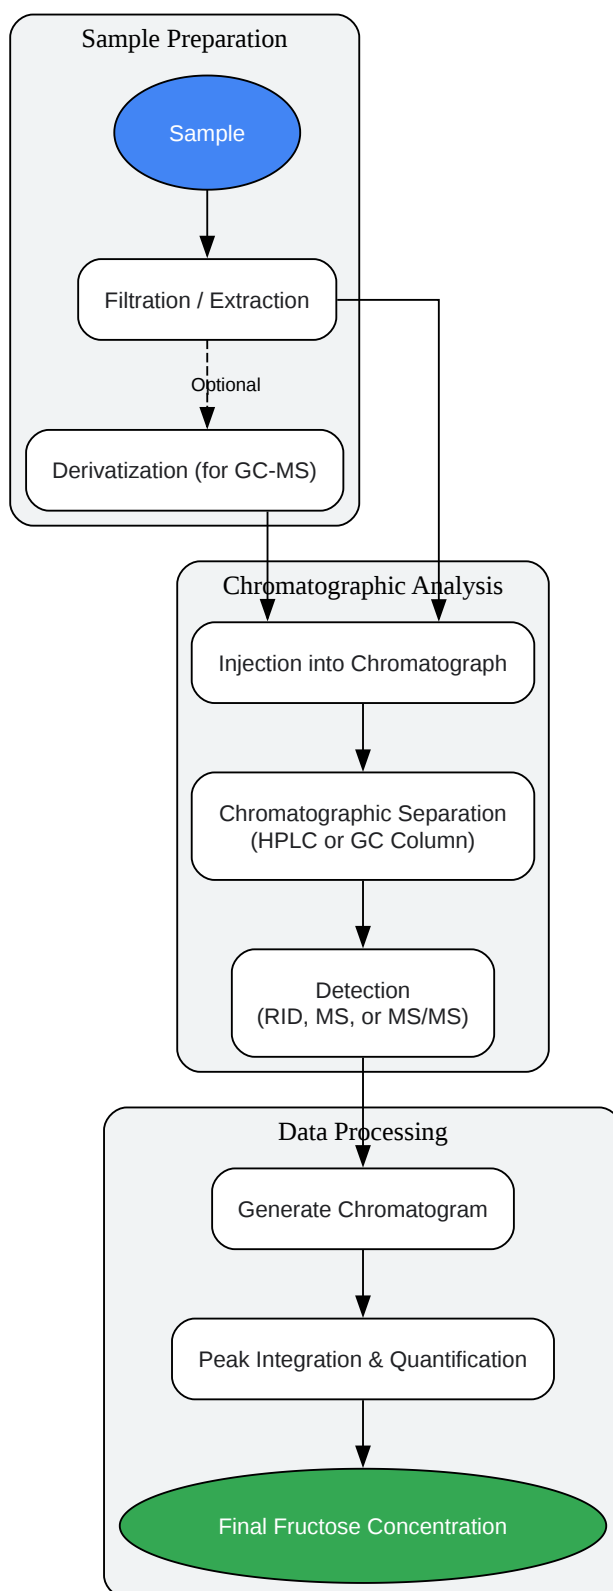 Sample Preparation
Sample
Filtration / Extraction
Optional
Derivatization (for GC-MS)
Chromatographic Analysis
Injection into Chromatograph
Chromatographic Separation
(HPLC or GC Column)
Detection
(RID, MS, or MS/MS)
Data Processing
Generate Chromatogram
Peak Integration & Quantification
Final Fructose Concentration